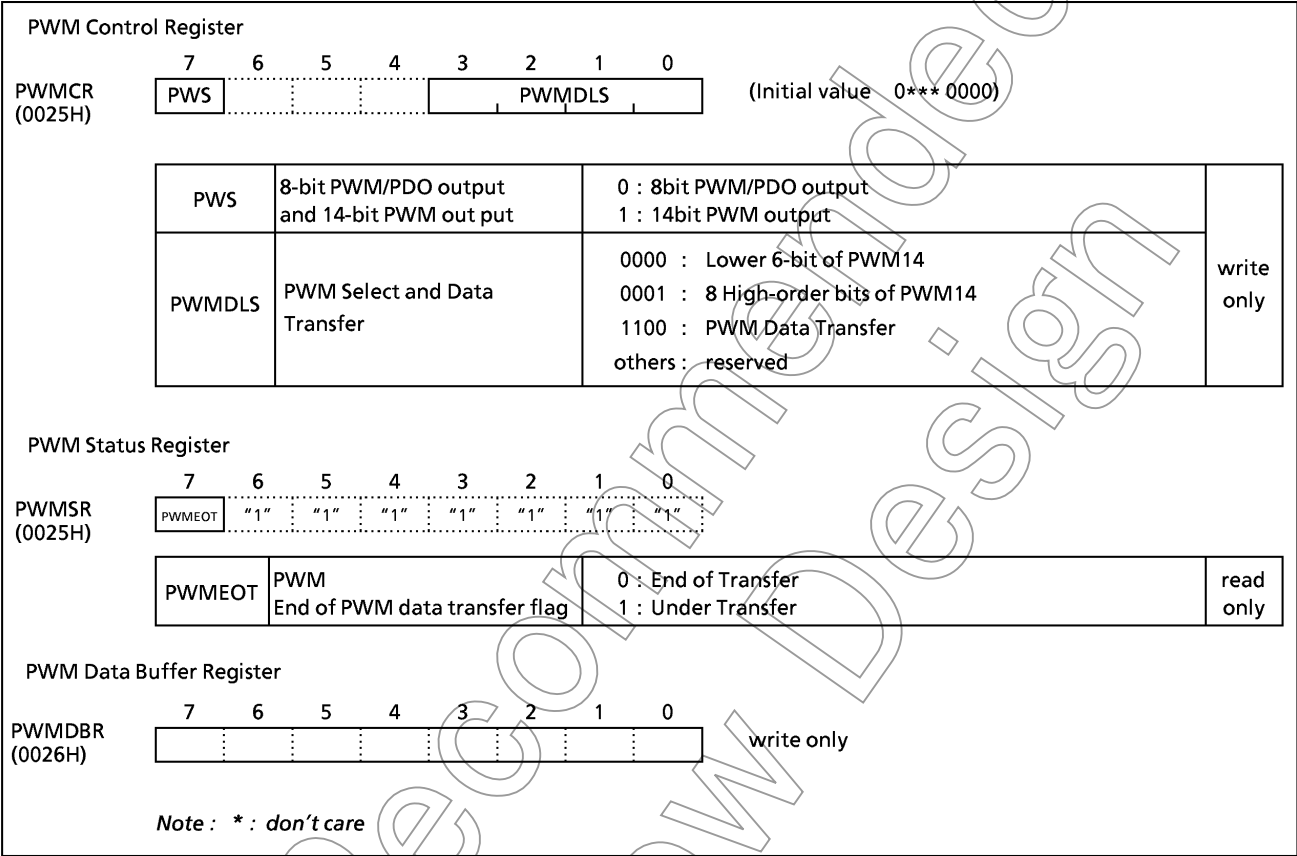 PWM Control Register
7 6 5 4 3 2 1 0
PWMCR
(0025H)
PWS PWMDLS (Initial value 0*** 0000)
PWS 8-bit PWM/PDO output and 14-bit PWM out put 0 : 8bit PWM/PDO output
1 : 14bit PWM output
PWMDLS PWM Select and Data Transfer 0000 : Lower 6-bit of PWM14
0001 : 8 High-order bits of PWM14
1100 : PWM Data Transfer
others : reserved
write only
PWM Status Register
7 6 5 4 3 2 1 0
PWMSR
(0025H)
PWMEOT "1" "1" "1" "1" "1" "1" "1"
PWMEOT PWM
End of PWM data transfer flag 0 : End of Transfer
1 : Under Transfer
read only
PWM Data Buffer Register
7 6 5 4 3 2 1 0
PWMDBR
(0026H)
write only
Note : * : don't care
ecommended
w Design